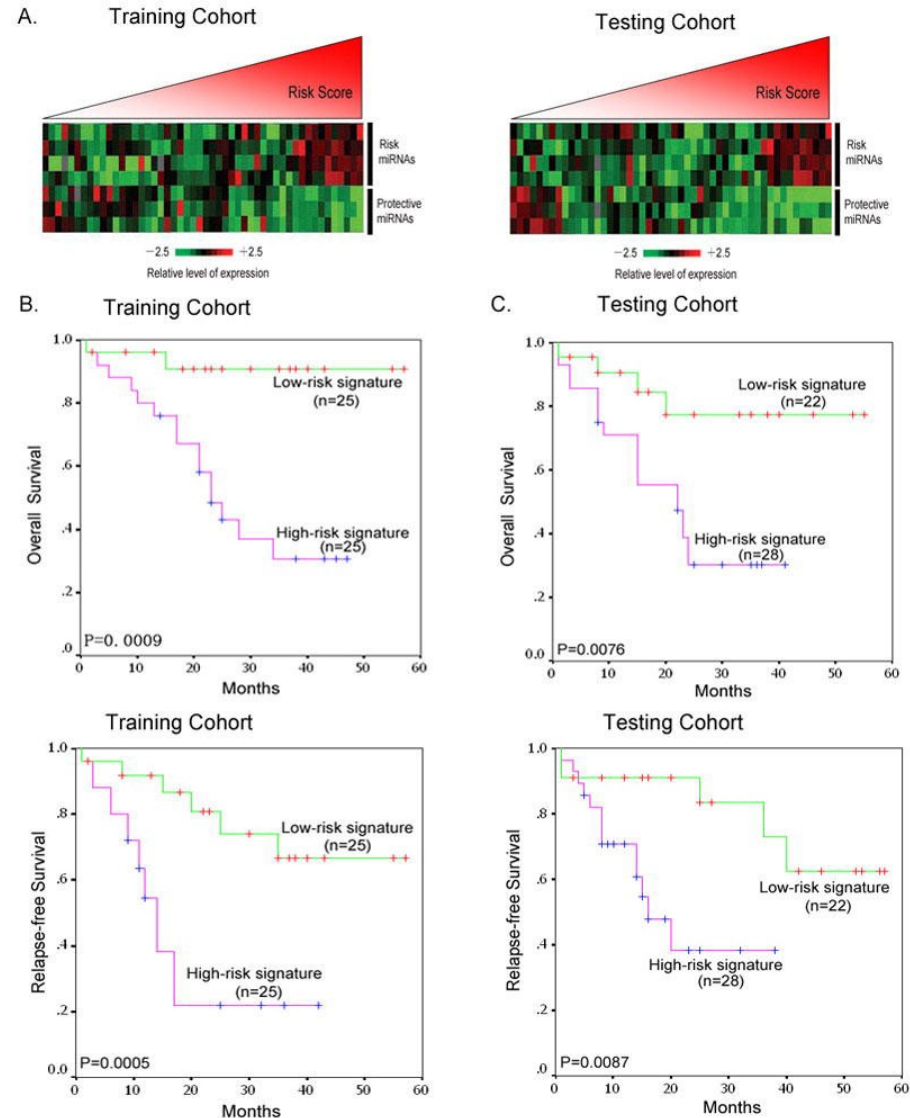 A.
Training Cohort
Testing Cohort
Risk Score
Risk
miRNAs
Protective
miRNAs
−2.5 +2.5
Relative level of expression
Risk Score
Risk
miRNAs
Protective
miRNAs
−2.5 +2.5
Relative level of expression
B.
Training Cohort
1.0
.8
.6
.4
.2
.0
Overall Survival
Low-risk signature
(n=25)
High-risk signature
(n=25)
P=0. 0009
0 10 20 30 40 50 60
Months
C.
Testing Cohort
1.0
.8
.6
.4
.2
0.0
Overall Survival
Low-risk signature
(n=22)
High-risk signature
(n=28)
P=0.0076
0 10 20 30 40 50 60
Months
Training Cohort
1.0
.8
.6
.4
.2
0.0
Relapse-free Survival
Low-risk signature
(n=25)
High-risk signature
(n=25)
P=0.0005
0 10 20 30 40 50 60
Months
Testing Cohort
1.0
.8
.6
.4
.2
0.0
Relapse-free Survival
Low-risk signature
(n=22)
High-risk signature
(n=28)
P=0.0087
0 10 20 30 40 50 60
Months